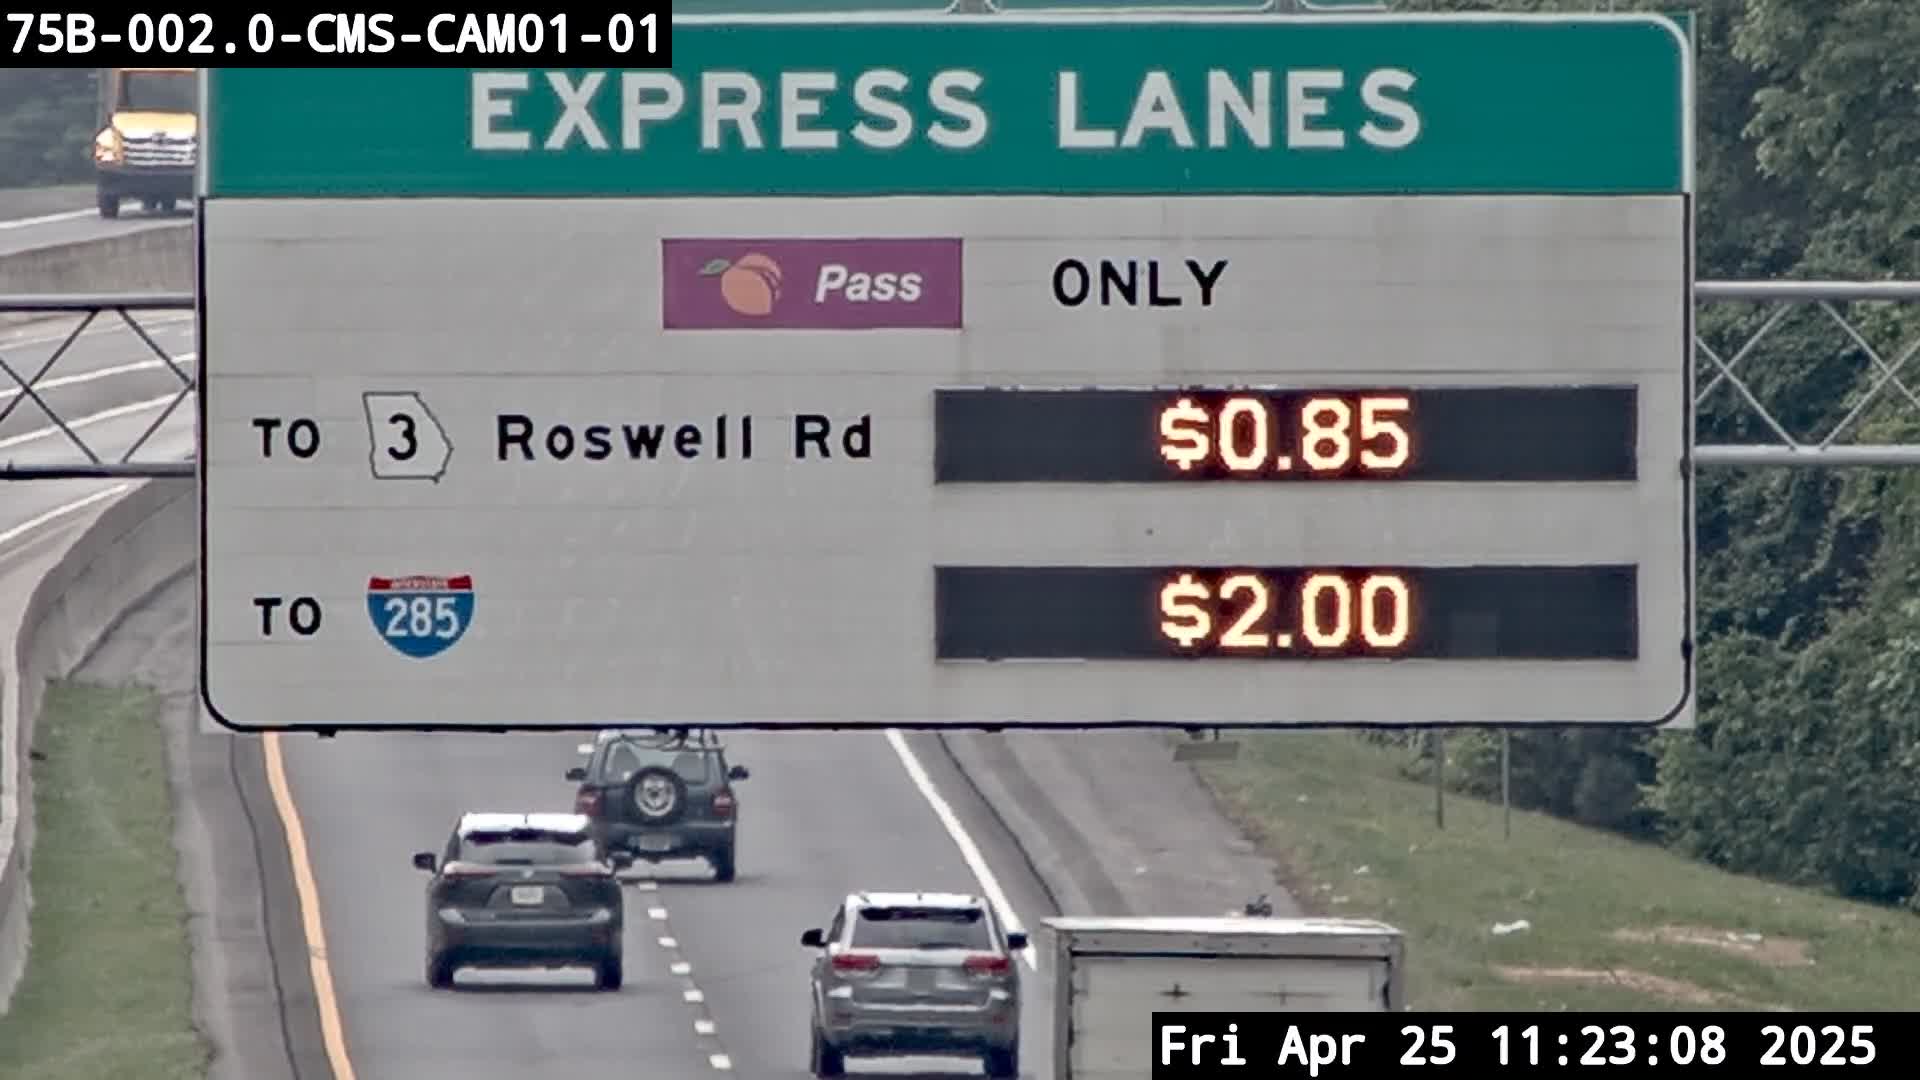 75B-002.0-CMS-CAM01-01
EXPRESS LANES
Pass ONLY
TO 3 Roswell Rd $0.85
INTERSTATE
TO 285 $2.00
Fri Apr 25 11:23:08 2025